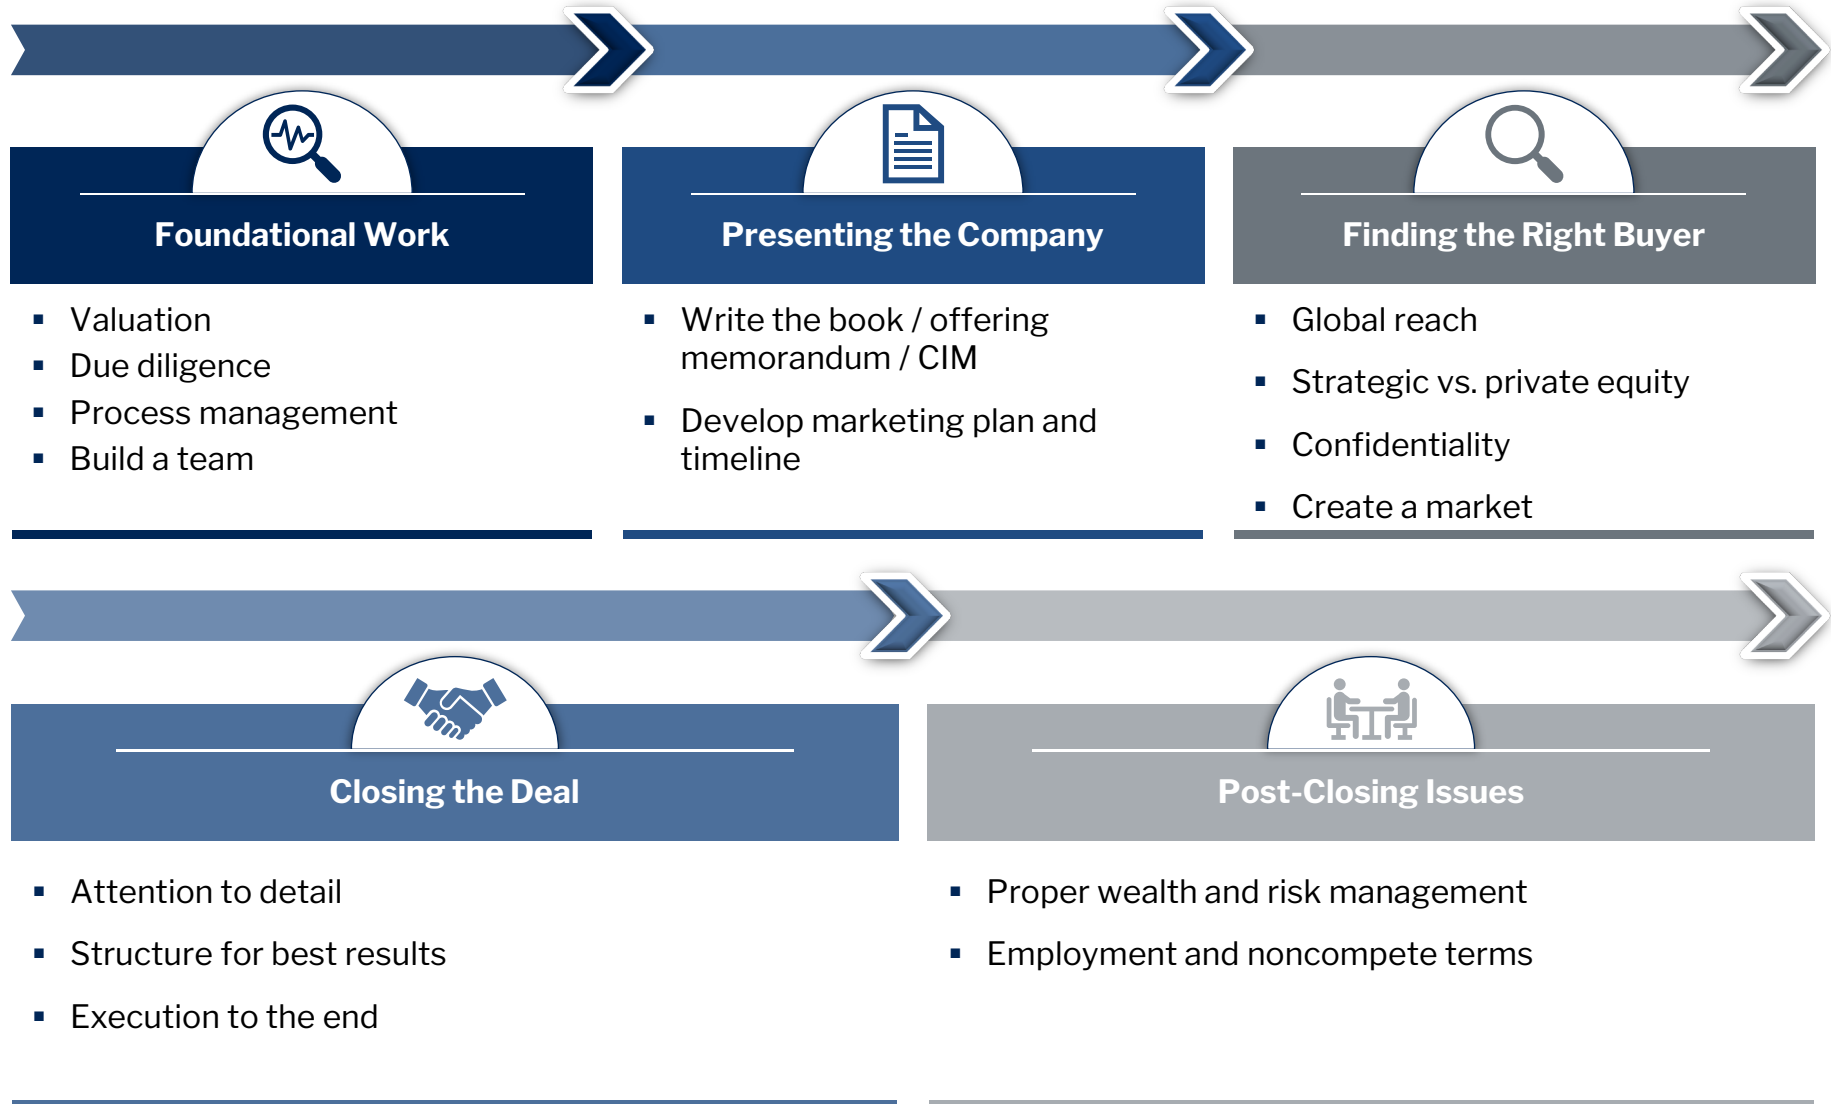 Foundational Work
▪ Valuation
▪ Due diligence
▪ Process management
▪ Build a team
Presenting the Company
▪ Write the book / offering
memorandum / CIM
▪ Develop marketing plan and
timeline
Finding the Right Buyer
▪ Global reach
▪ Strategic vs. private equity
▪ Confidentiality
▪ Create a market
Closing the Deal
▪ Attention to detail
▪ Structure for best results
▪ Execution to the end
Post-Closing Issues
▪ Proper wealth and risk management
▪ Employment and noncompete terms